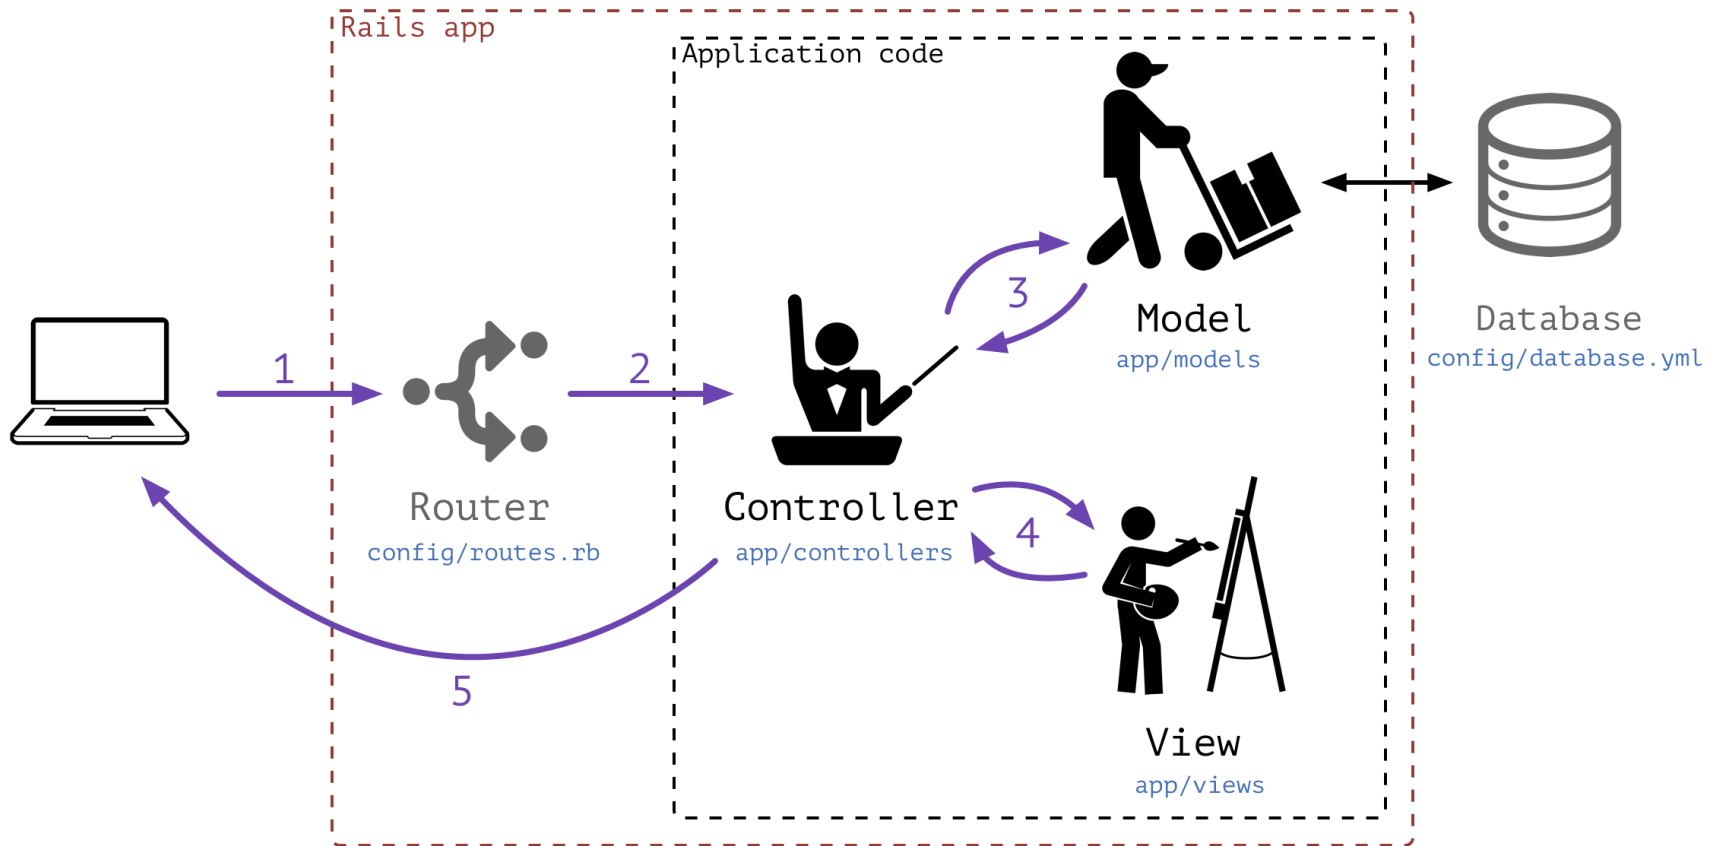 Rails app
Application code
1
2
3
4
5
Router
config/routes.rb
Controller
app/controllers
Model
app/models
View
app/views
Database
config/database.yml